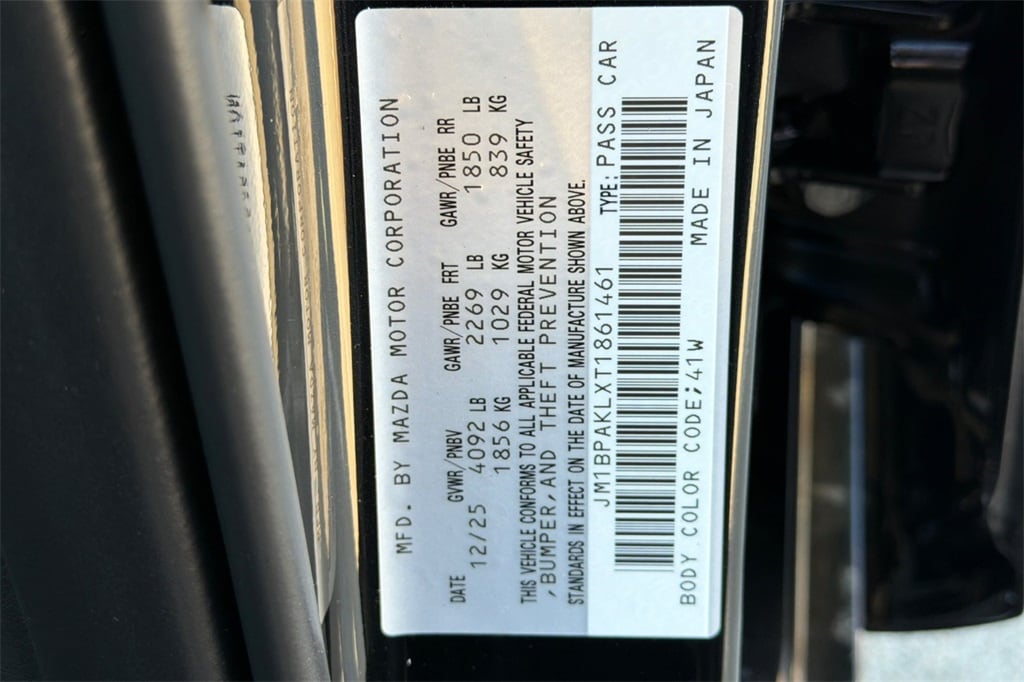 MFD. BY MAZDA MOTOR CORPORATION
DATE GVWR/PNBV GAWR/PNBE FRT GAWR/PNBE RR
12/25 4092 LB 2269 LB 1850 LB
1856 KG 1029 KG 839 KG
THIS VEHICLE CONFORMS TO ALL APPLICABLE FEDERAL MOTOR VEHICLE SAFETY
,BUMPER,AND THEFT PREVENTION
STANDARDS IN EFFECT ON THE DATE OF MANUFACTURE SHOWN ABOVE.
JM1BPAKLXT1861461 TYPE: PASS CAR
BODY COLOR CODE;41W MADE IN JAPAN